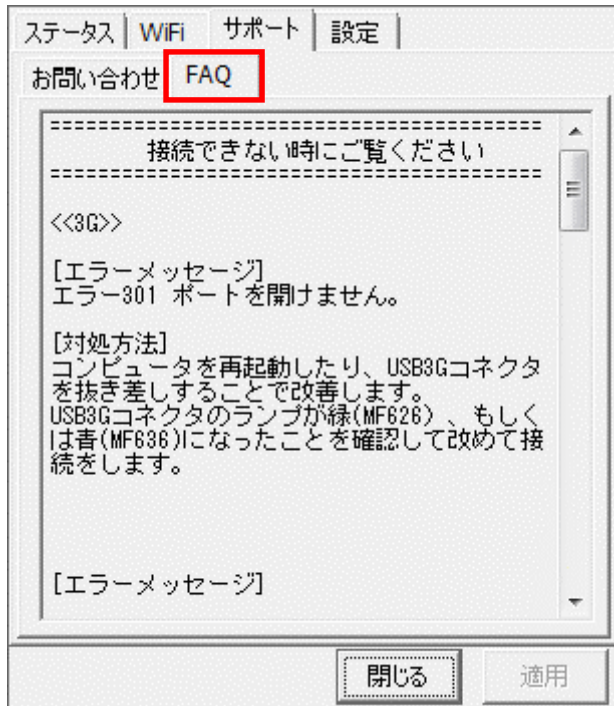 ステータス WiFi サポート 設定
お問い合わせ FAQ
=========================================
接続できない時にご覧ください
=========================================
<<3G>>
[エラーメッセージ]
エラー301 ポートを開けません。
[対処方法]
コンピュータを再起動したり、USB3Gコネクタ
を抜き差しすることで改善します。
USB3Gコネクタのランプが緑(MF626)、もしく
は青(MF636)になったことを確認して改めて接
続をします。
[エラーメッセージ]
閉じる 適用